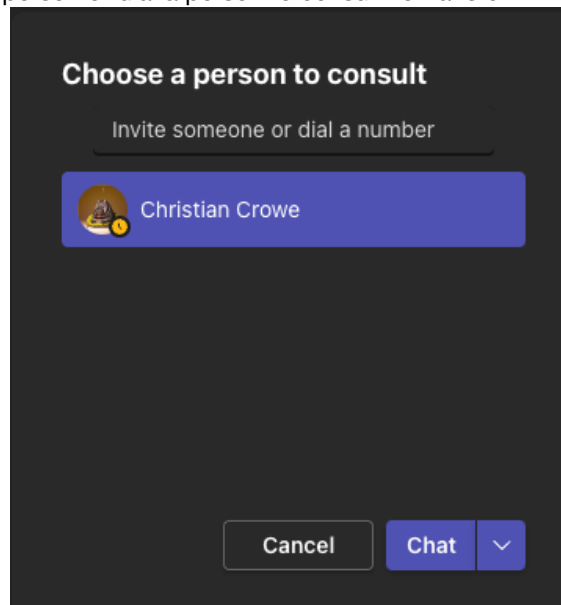 Choose a person to consult
Invite someone or dial a number
Christian Crowe
Cancel Chat